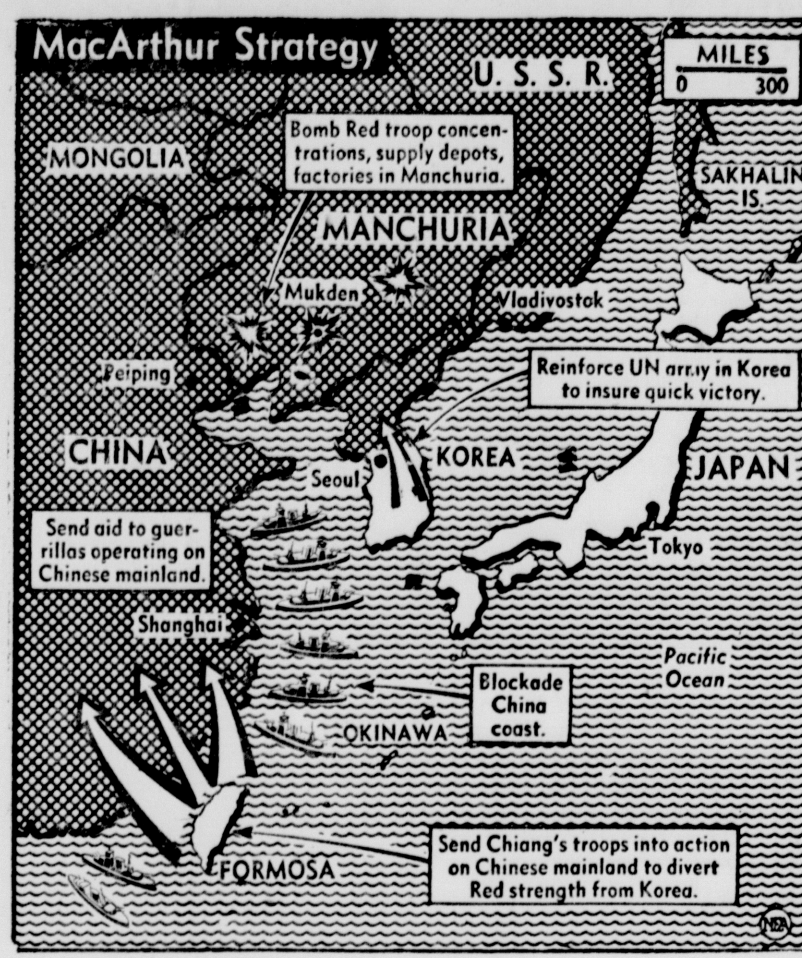 MacArthur Strategy
U. S. S. R.
MILES
0 300
MONGOLIA
Bomb Red troop concen-
trations, supply depots,
factories in Manchuria.
SAKHALIN
IS.
MANCHURIA
Mukden
Vladivostok
Peiping
Reinforce UN army in Korea
to insure quick victory.
CHINA
KOREA
JAPAN
Seoul
Send aid to guer-
rillas operating on
Chinese mainland.
Tokyo
Shanghai
Pacific
Ocean
Blockade
China
coast.
OKINAWA
Send Chiang's troops into action
on Chinese mainland to divert
Red strength from Korea.
FORMOSA
NEA